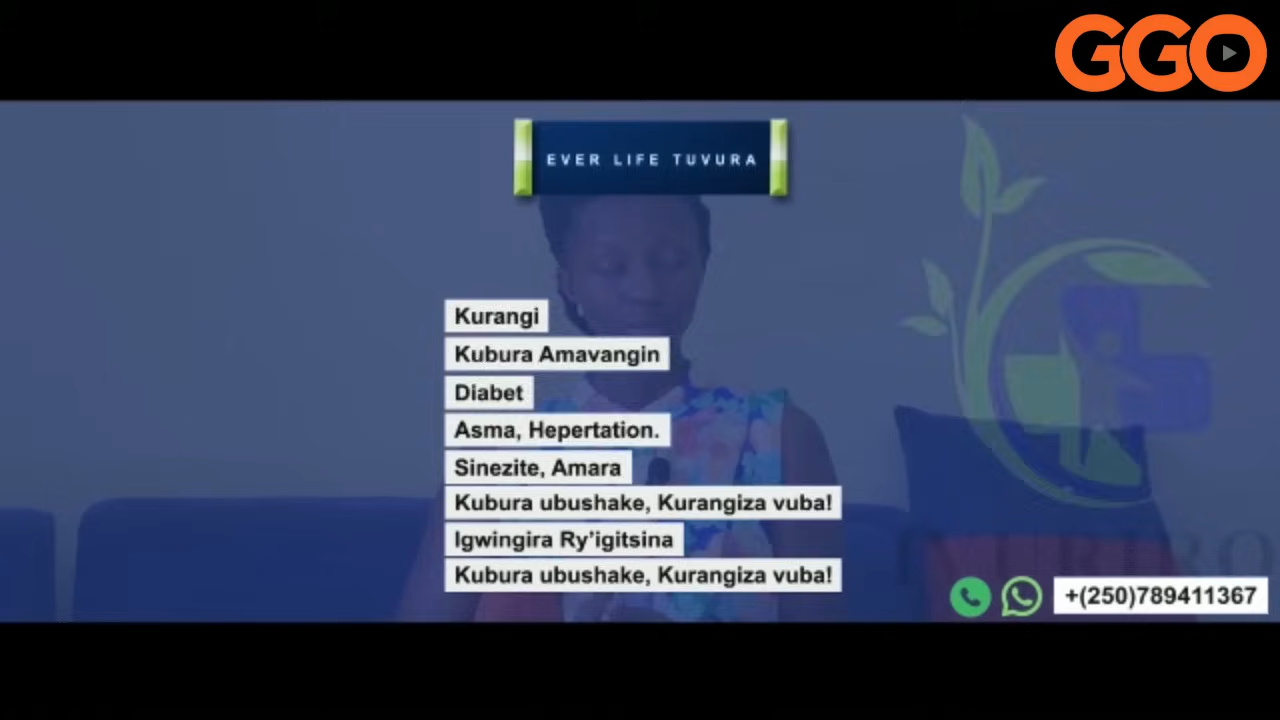 GGO
EVER LIFE TUVURA
Kurangi
Kubura Amavangin
Diabet
Asma, Hepertation.
Sinezite, Amara
Kubura ubushake, Kurangiza vuba!
Igwingira Ry’igitsina
Kubura ubushake, Kurangiza vuba!
+(250)789411367